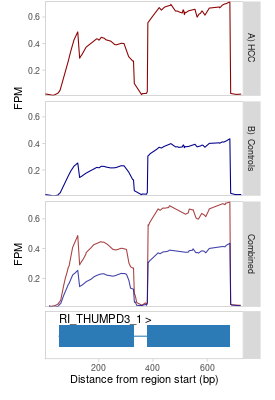 0.6
0.4
0.2
FPM
A) HCC
0.6
0.4
0.2
B) Controls
0.6
0.4
0.2
FPM
Combined
RI_THUMPD3_1 >
200
400
600
Distance from region start (bp)